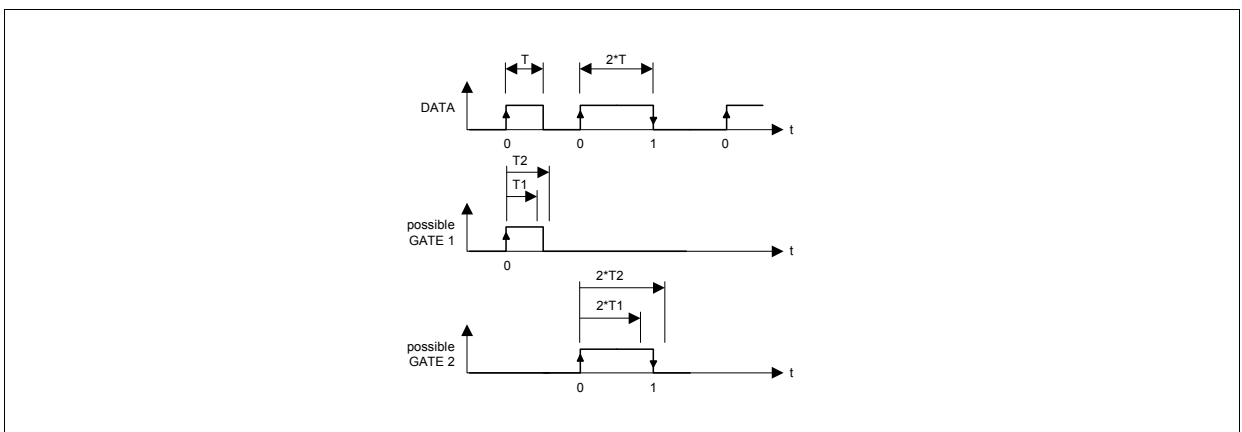 T
2*T
DATA
t
0
0
1
0
T2
T1
possible
GATE 1
t
0
2*T2
2*T1
possible
GATE 2
t
0
1